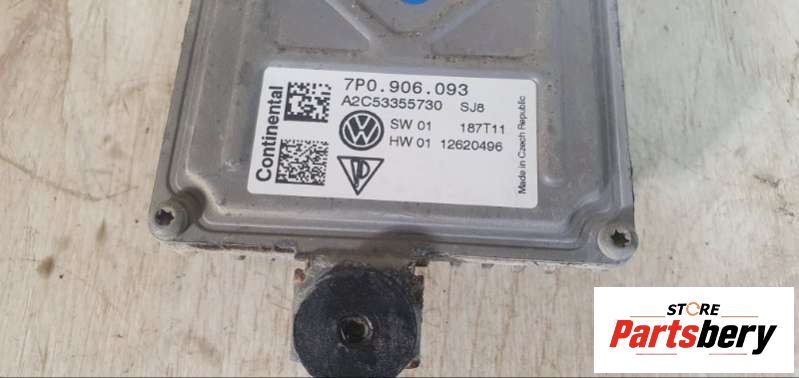 Continental
7P0.906.093
A2C53355730 SJ8
SW 01 187T11
HW 01 12620496
Made in Czech Republic
STORE
Partsbery